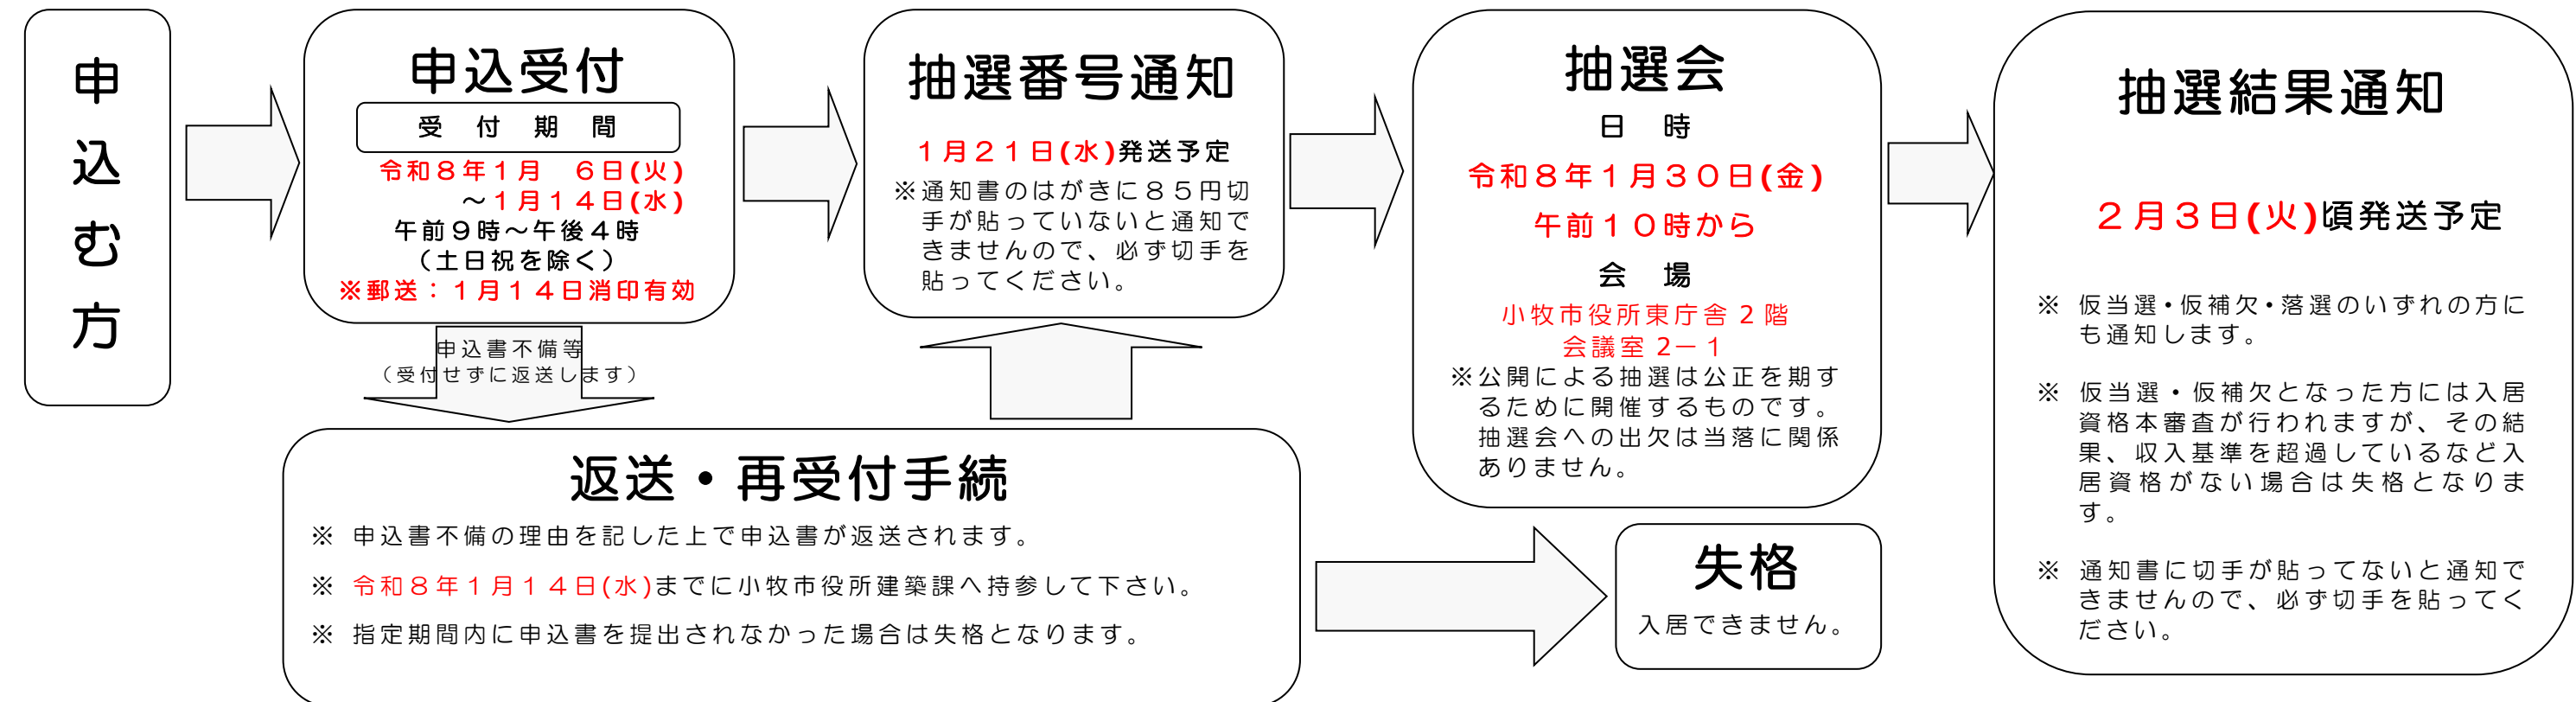 申込む方
申込受付
受　付　期　間
令和８年１月　６日(火)
～１月１４日(水)
午前９時～午後４時
（土日祝を除く）
※郵送：１月１４日消印有効
申込書不備等
（受付せずに返送します）
抽選番号通知
１月２１日(水)発送予定
※通知書のはがきに８５円切
手が貼っていないと通知で
きませんので、必ず切手を
貼ってください。
返送・再受付手続
※ 申込書不備の理由を記した上で申込書が返送されます。
※ 令和８年１月１４日(水)までに小牧市役所建築課へ持参して下さい。
※ 指定期間内に申込書を提出されなかった場合は失格となります。
抽選会
日　時
令和８年１月３０日(金)
午前１０時から
会　場
小牧市役所東庁舎 2 階
会議室 2－１
※公開による抽選は公正を期す
るために開催するものです。
抽選会への出欠は当落に関係
ありません。
失格
入居できません。
抽選結果通知
２月３日(火)頃発送予定
※ 仮当選・仮補欠・落選のいずれの方に
も通知します。
※ 仮当選・仮補欠となった方には入居
資格本審査が行われますが、その結
果、収入基準を超過しているなど入
居資格がない場合は失格となりま
す。
※ 通知書に切手が貼ってないと通知で
きませんので、必ず切手を貼ってく
ださい。